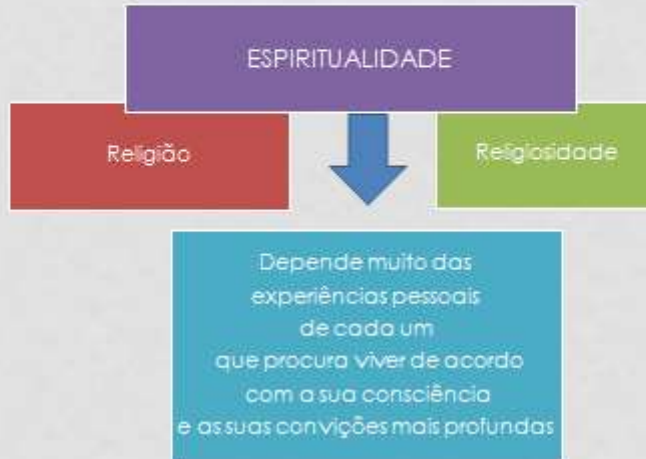 ESPIRITUALIDADE
Religião
Religiosidade
Depende muito das
experiências pessoais
de cada um
que procura viver de acordo
com a sua consciência
e as suas convições mais profundas